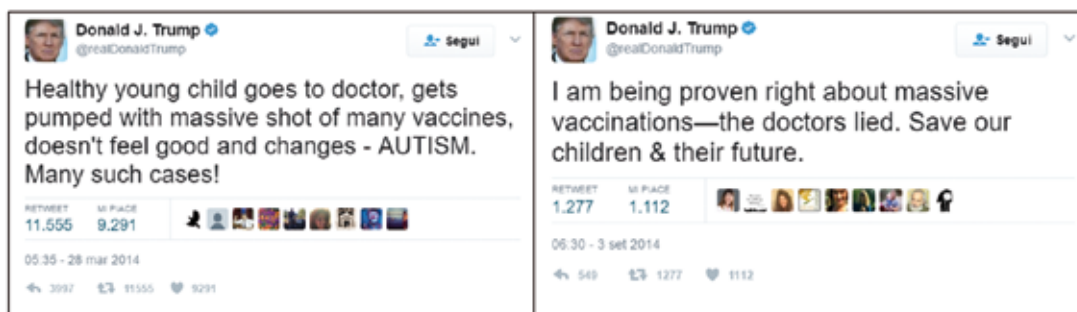 Donald J. Trump
@realDonaldTrump
Segui
Healthy young child goes to doctor, gets
pumped with massive shot of many vaccines,
doesn't feel good and changes - AUTISM.
Many such cases!
RETWEET MI PIACE
11.555 9.291
05:35 - 28 mar 2014
3997 11555 9291
Donald J. Trump
@realDonaldTrump
Segui
I am being proven right about massive
vaccinations—the doctors lied. Save our
children & their future.
RETWEET MI PIACE
1.277 1.112
06:30 - 3 set 2014
549 1277 1112